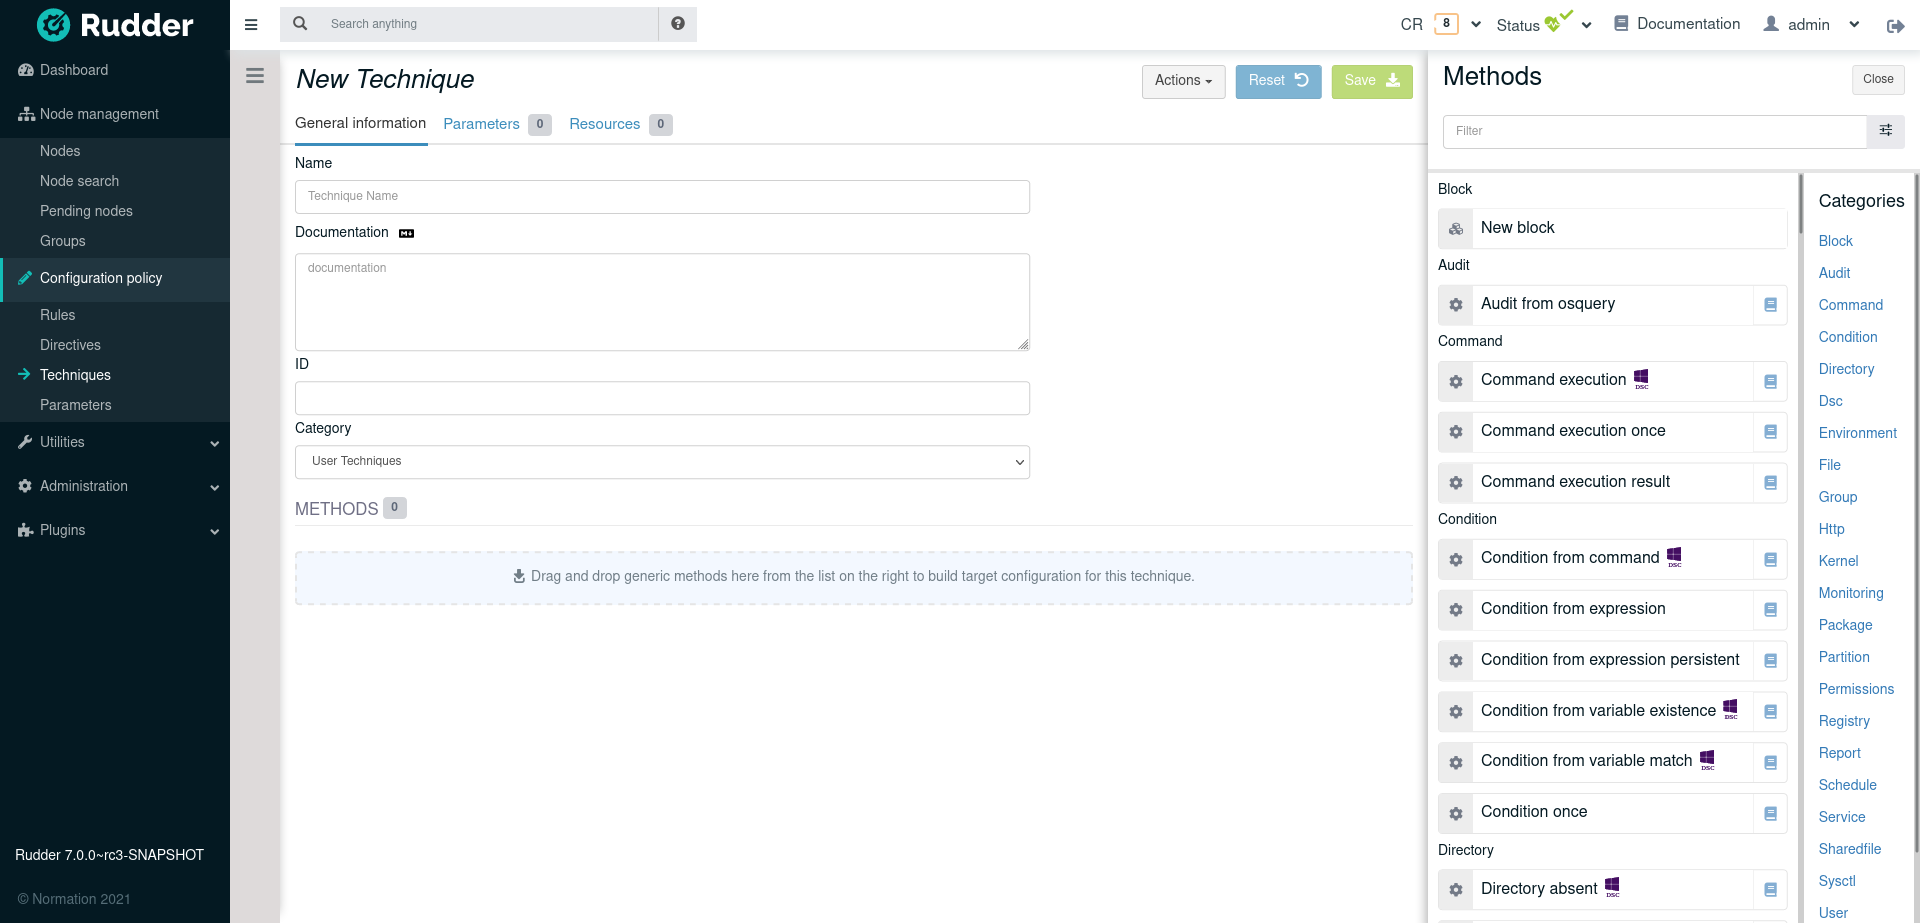 Rudder
Search anything
CR 8
Status
Documentation
admin
Dashboard
Node management
Nodes
Node search
Pending nodes
Groups
Configuration policy
Rules
Directives
Techniques
Parameters
Utilities
Administration
Plugins
Rudder 7.0.0~rc3-SNAPSHOT
© Normation 2021
New Technique
Actions
Reset
Save
General information
Parameters 0
Resources 0
Name
Technique Name
Documentation
documentation
ID
Category
User Techniques
METHODS 0
Drag and drop generic methods here from the list on the right to build target configuration for this technique.
Methods
Close
Filter
Block
New block
Audit
Audit from osquery
Command
Command execution DSC
Command execution once
Command execution result
Condition
Condition from command DSC
Condition from expression
Condition from expression persistent
Condition from variable existence DSC
Condition from variable match DSC
Condition once
Directory
Directory absent DSC
Categories
Block
Audit
Command
Condition
Directory
Dsc
Environment
File
Group
Http
Kernel
Monitoring
Package
Partition
Permissions
Registry
Report
Schedule
Service
Sharedfile
Sysctl
User